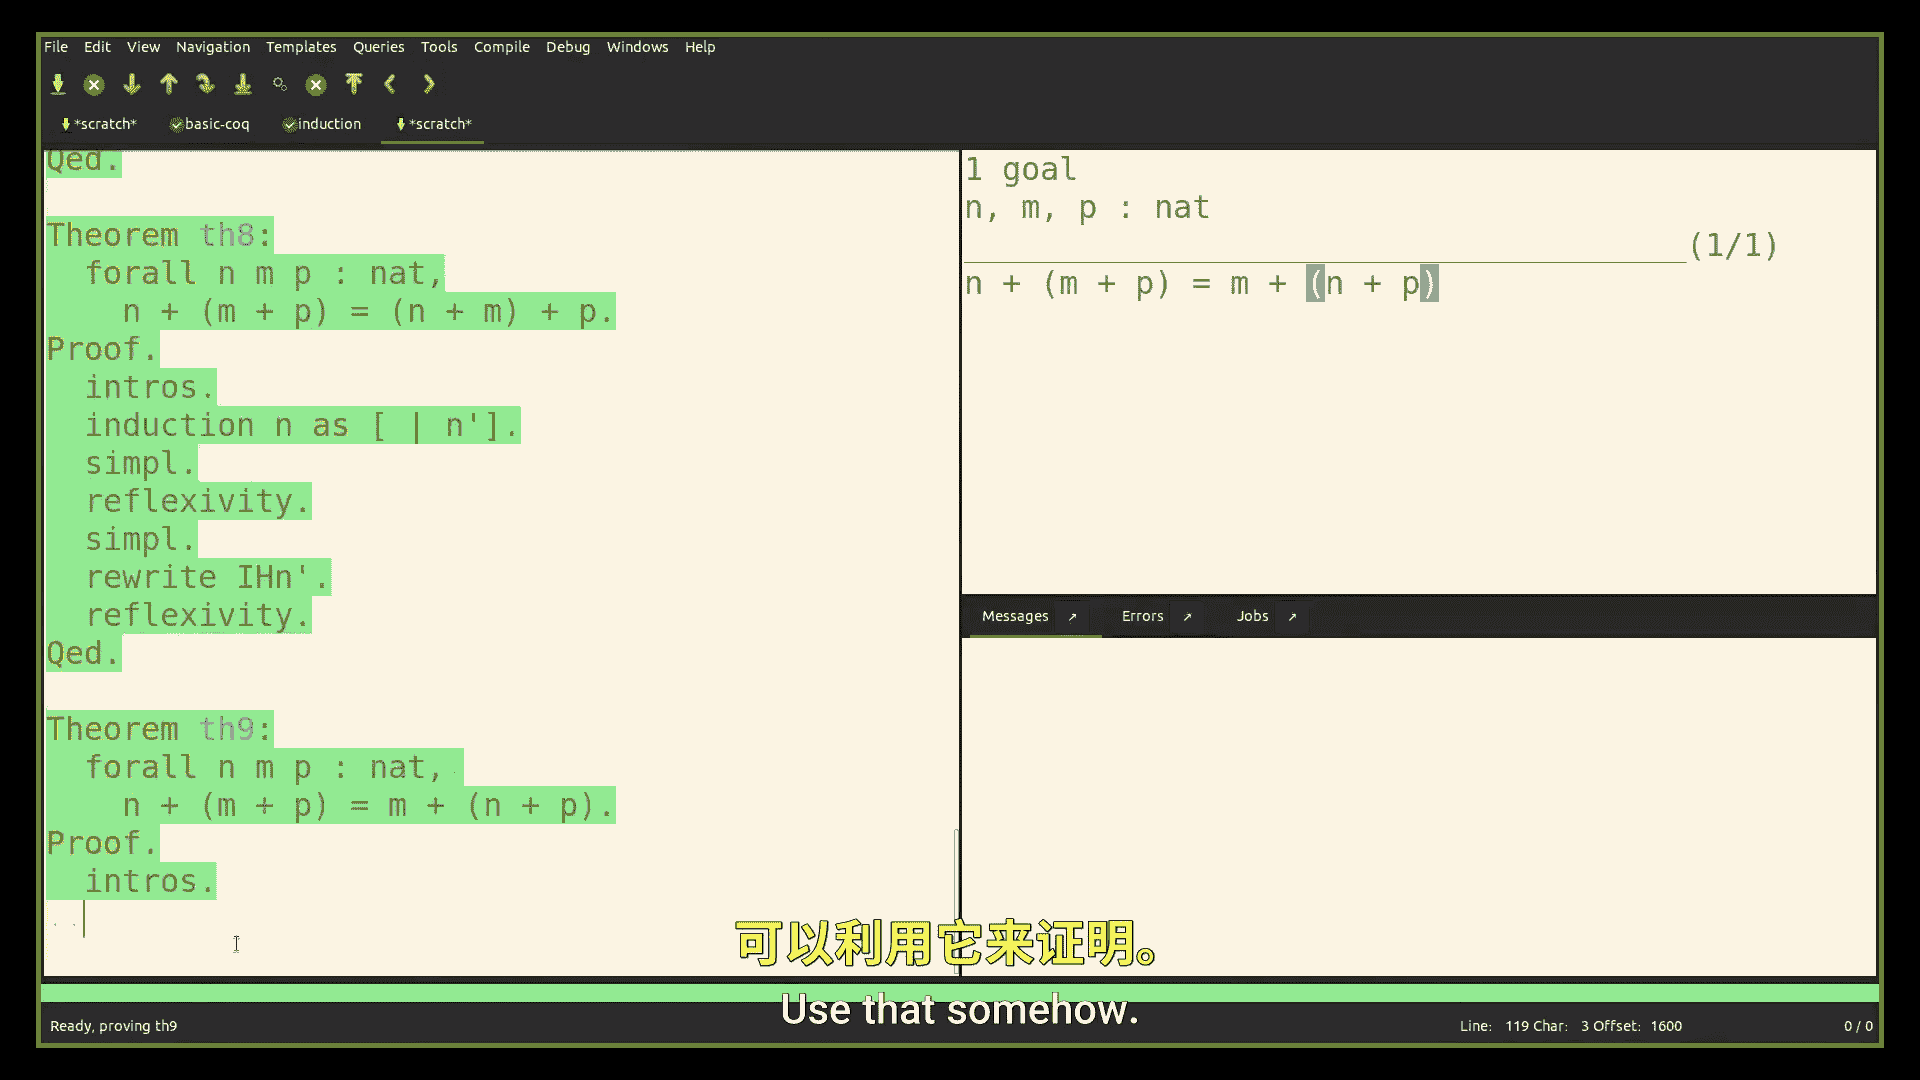 File Edit View Navigation Templates Queries Tools Compile Debug Windows Help
*scratch* basic-coq induction *scratch*
Qed.
Theorem th8:
forall n m p : nat,
n + (m + p) = (n + m) + p.
Proof.
intros.
induction n as [ | n'].
simpl.
reflexivity.
simpl.
rewrite IHn'.
reflexivity.
Qed.
Theorem th9:
forall n m p : nat,
n + (m + p) = m + (n + p).
Proof.
intros.
1 goal
n, m, p : nat
(1/1)
n + (m + p) = m + (n + p)
Messages ↗ Errors ↗ Jobs ↗
可以利用它来证明。
Use that somehow.
Ready, proving th9
Line: 119 Char: 3 Offset: 1600 0 / 0